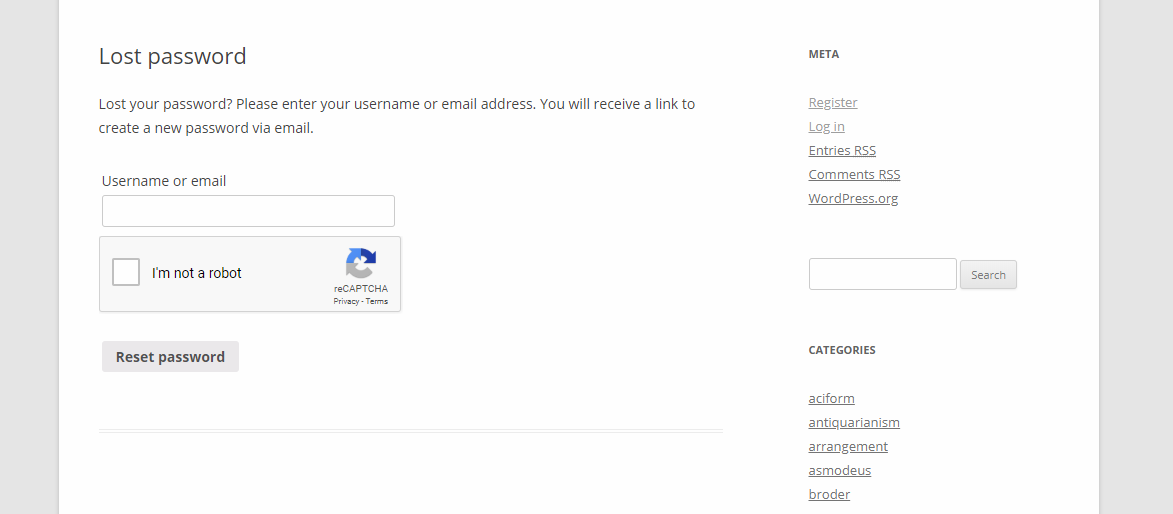 Lost password
Lost your password? Please enter your username or email address. You will receive a link to
create a new password via email.
Username or email
I'm not a robot
reCAPTCHA
Privacy - Terms
Reset password
META
Register
Log in
Entries RSS
Comments RSS
WordPress.org
Search
CATEGORIES
aciform
antiquarianism
arrangement
asmodeus
broder